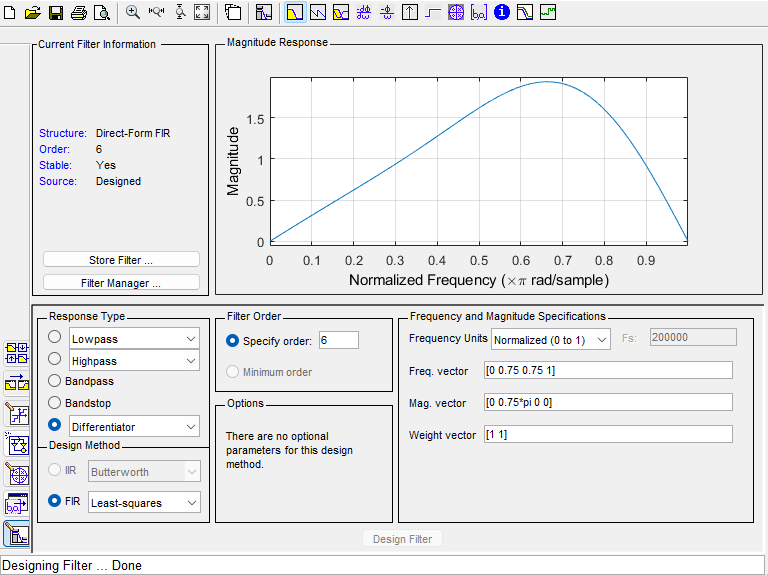 Current Filter Information
Structure: Direct-Form FIR
Order: 6
Stable: Yes
Source: Designed
Store Filter ...
Filter Manager ...
Magnitude Response
Magnitude
1.5
1
0.5
0
0 0.1 0.2 0.3 0.4 0.5 0.6 0.7 0.8 0.9
Normalized Frequency (×π rad/sample)
Response Type
Lowpass
Highpass
Bandpass
Bandstop
Differentiator
Design Method
IIR Butterworth
FIR Least-squares
Filter Order
Specify order: 6
Minimum order
Options
There are no optional
parameters for this design
method.
Frequency and Magnitude Specifications
Frequency Units Normalized (0 to 1) Fs: 200000
Freq. vector [0 0.75 0.75 1]
Mag. vector [0 0.75*pi 0 0]
Weight vector [1 1]
Design Filter
Designing Filter ... Done